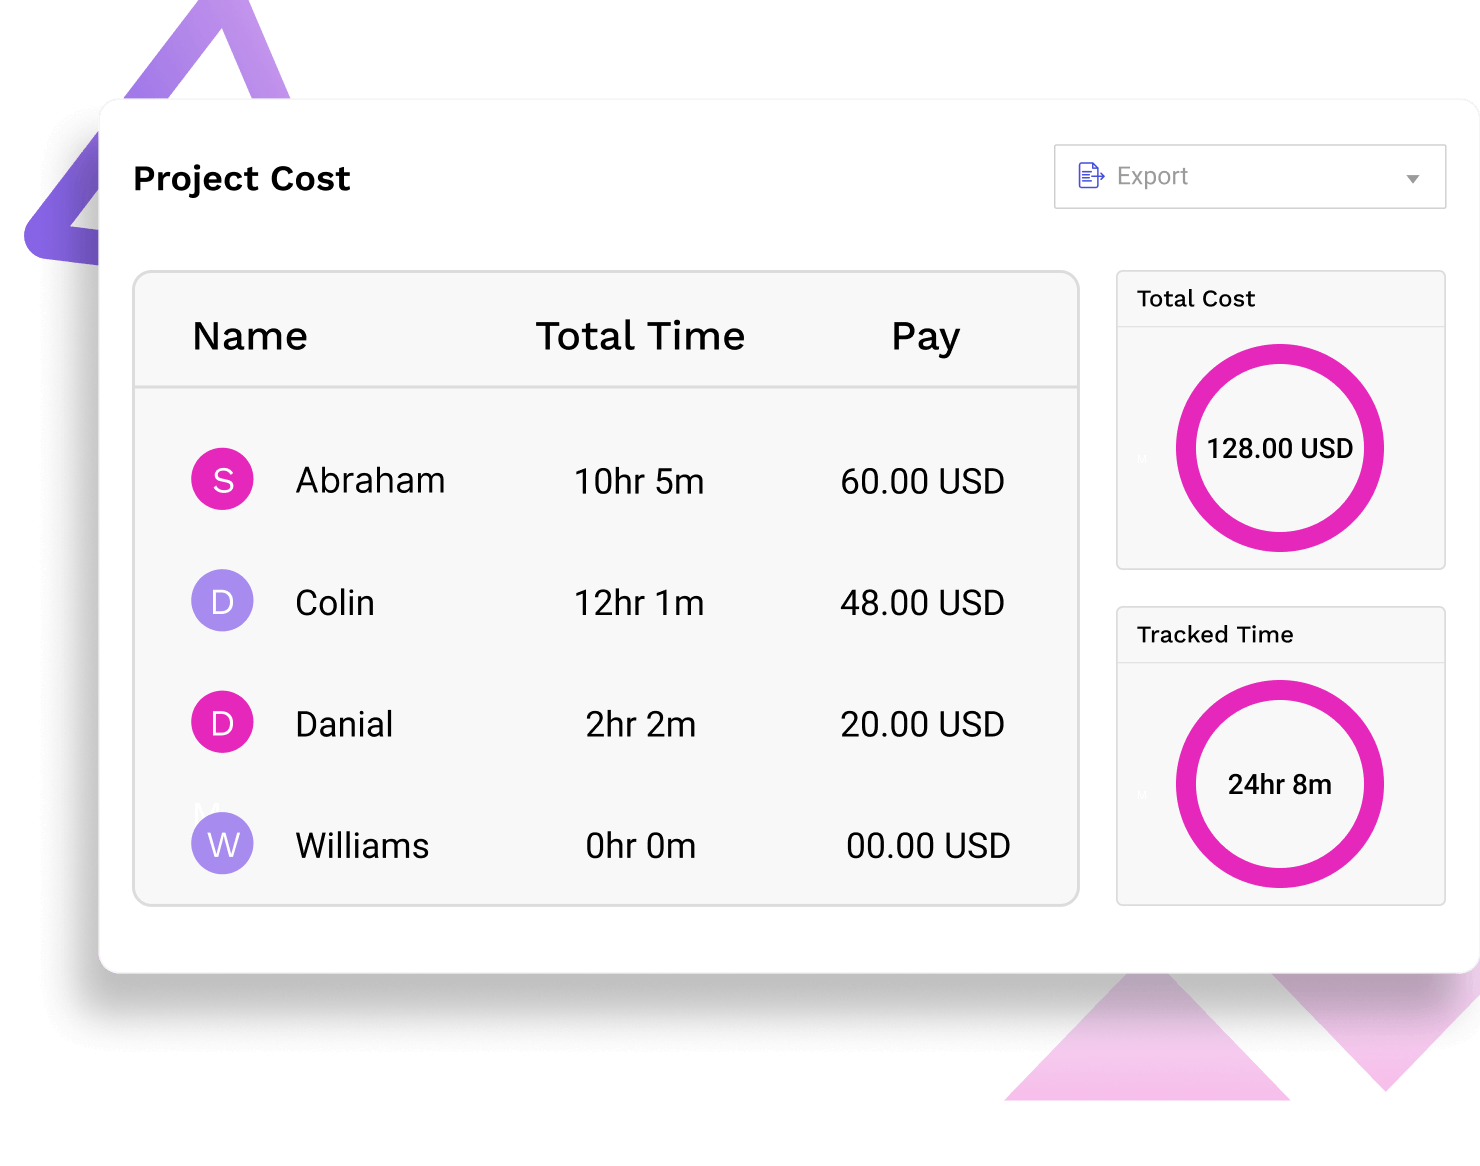 Project Cost
Export
Name Total Time Pay
S Abraham 10hr 5m 60.00 USD
D Colin 12hr 1m 48.00 USD
D Danial 2hr 2m 20.00 USD
M
W Williams 0hr 0m 00.00 USD
Total Cost
128.00 USD
Tracked Time
24hr 8m